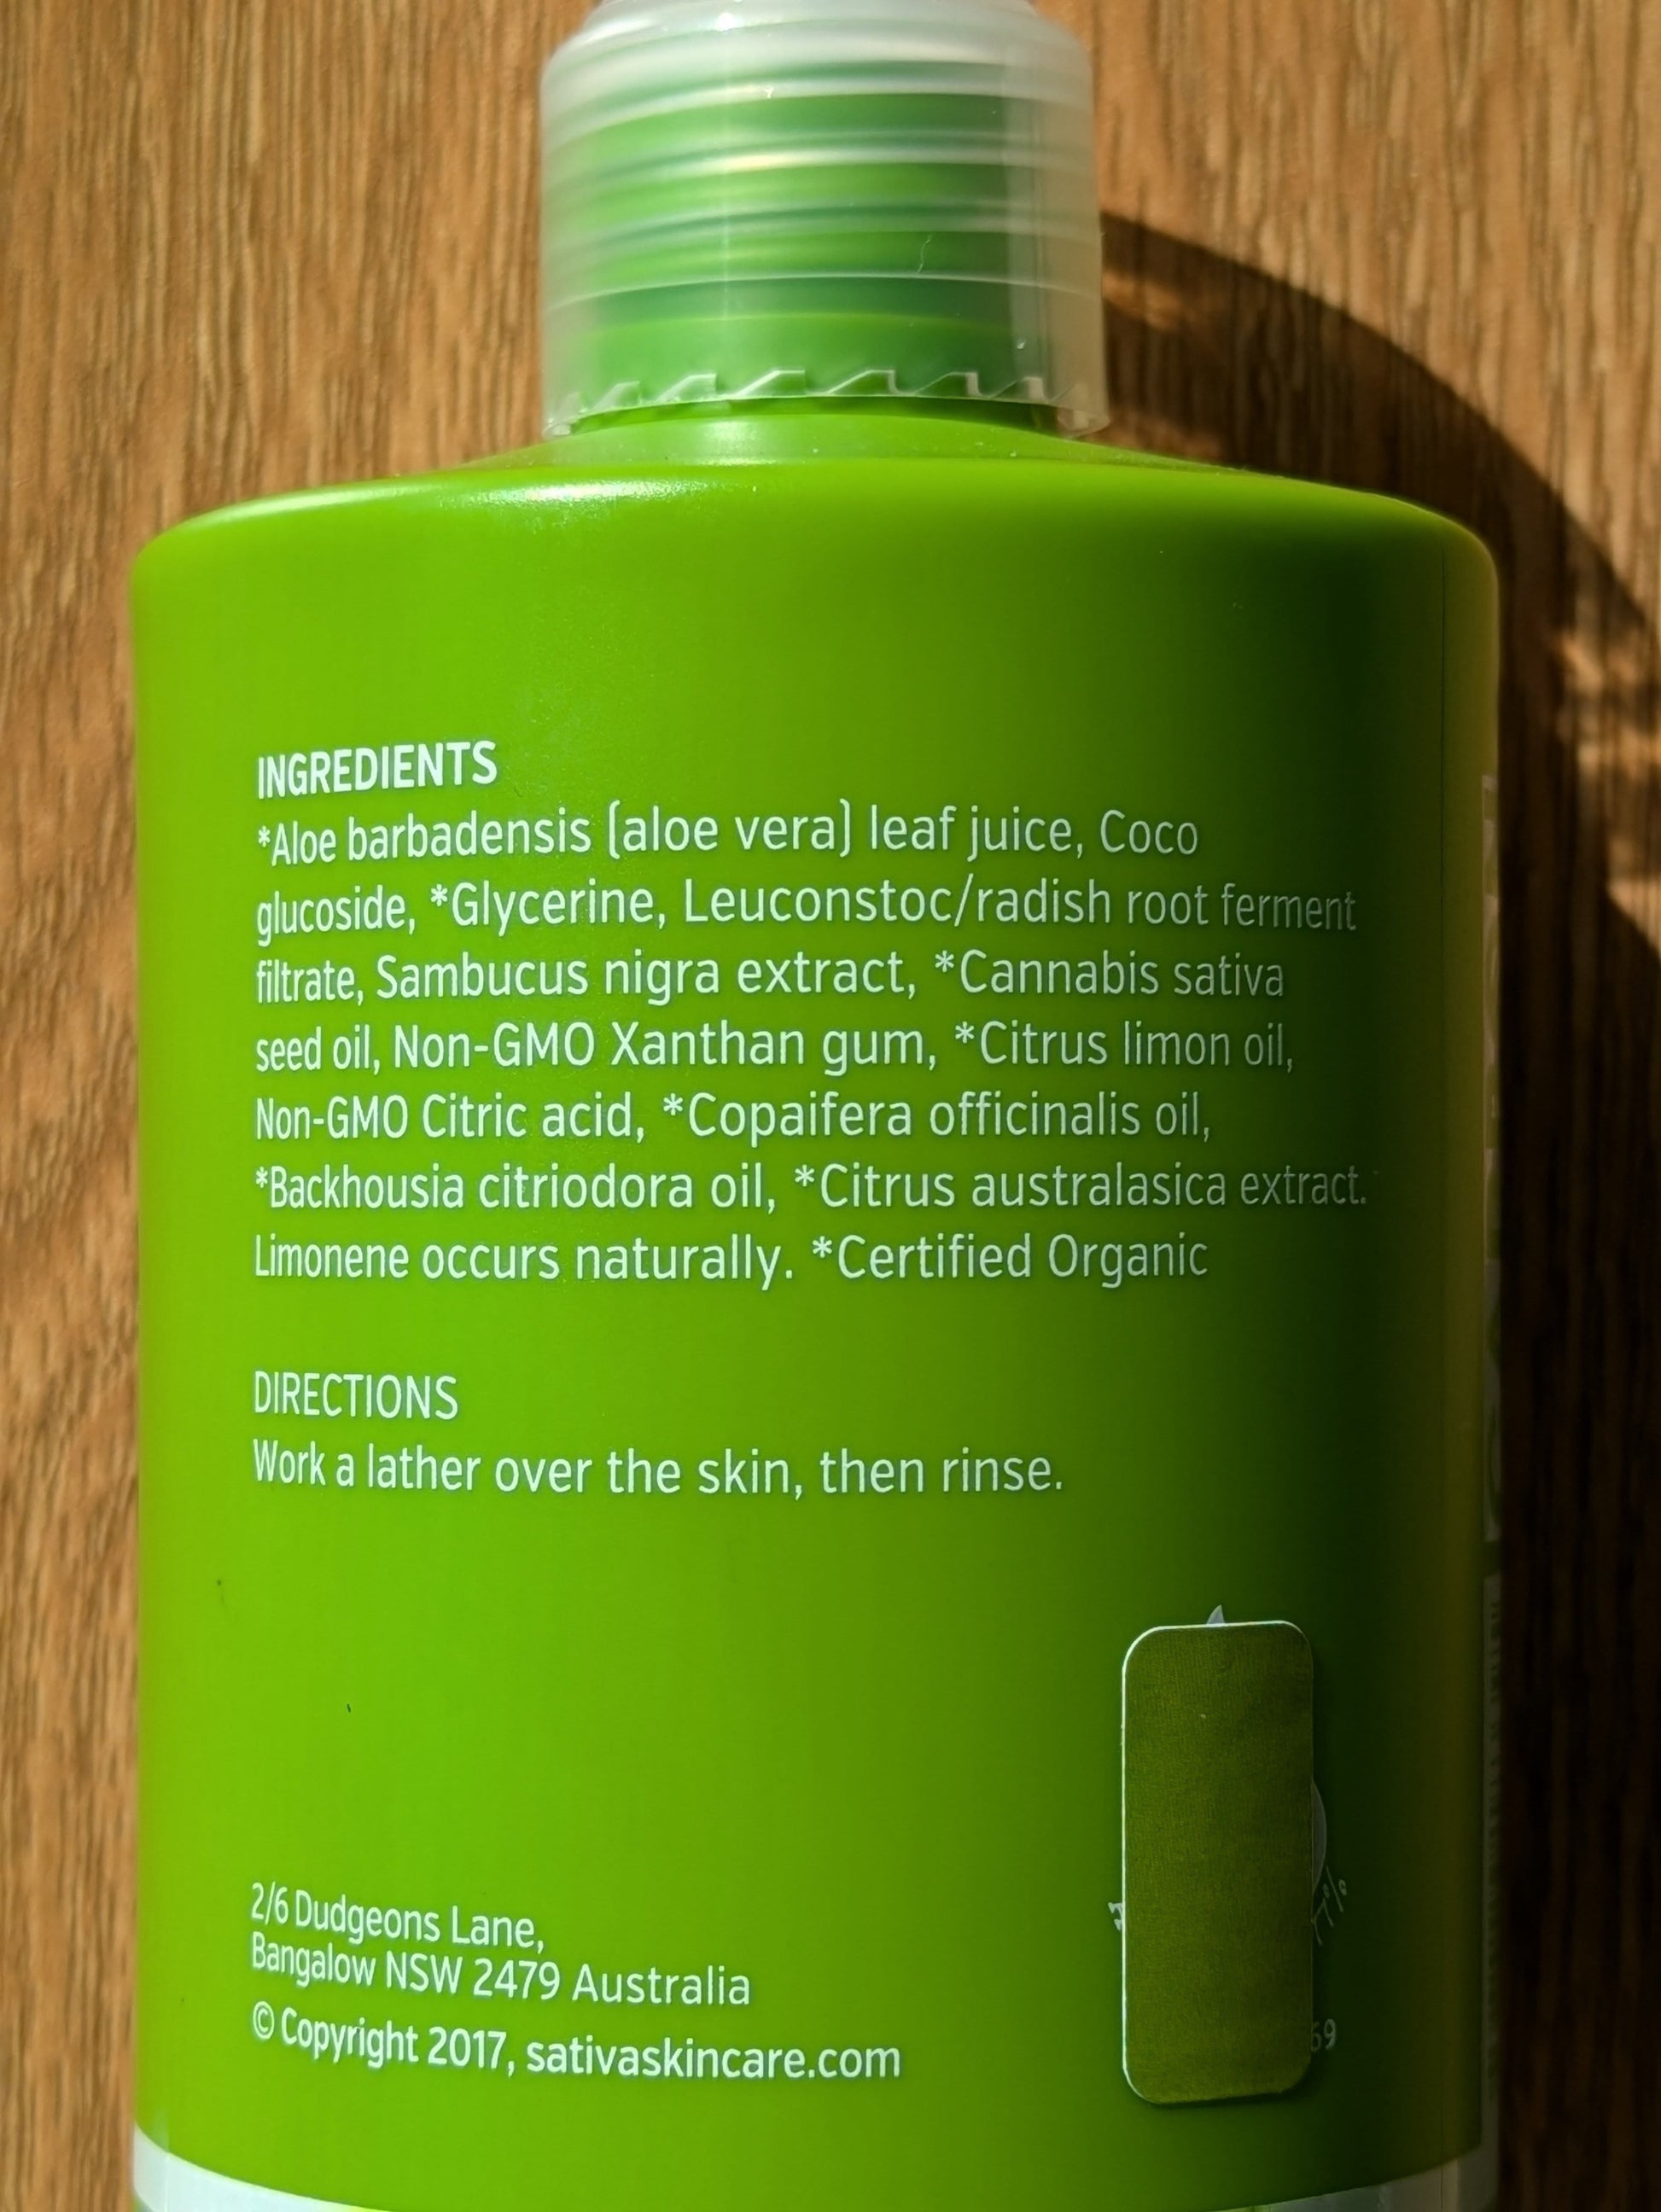 INGREDIENTS
*Aloe barbadensis (aloe vera) leaf juice, Coco
glucoside, *Glycerine, Leuconstoc/radish root ferment
filtrate, Sambucus nigra extract, *Cannabis sativa
seed oil, Non-GMO Xanthan gum, *Citrus limon oil,
Non-GMO Citric acid, *Copaifera officinalis oil,
*Backhousia citriodora oil, *Citrus australasica extract.
Limonene occurs naturally. *Certified Organic
DIRECTIONS
Work a lather over the skin, then rinse.
2/6 Dudgeons Lane,
Bangalow NSW 2479 Australia
© Copyright 2017, sativaskincare.com